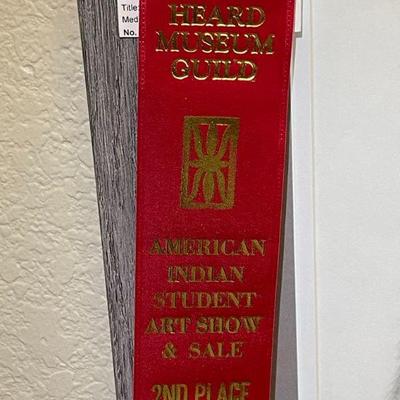 Title:
Med
No.
HEARD
MUSEUM
GUILD
AMERICAN
INDIAN
STUDENT
ART SHOW
& SALE
2ND PLACE